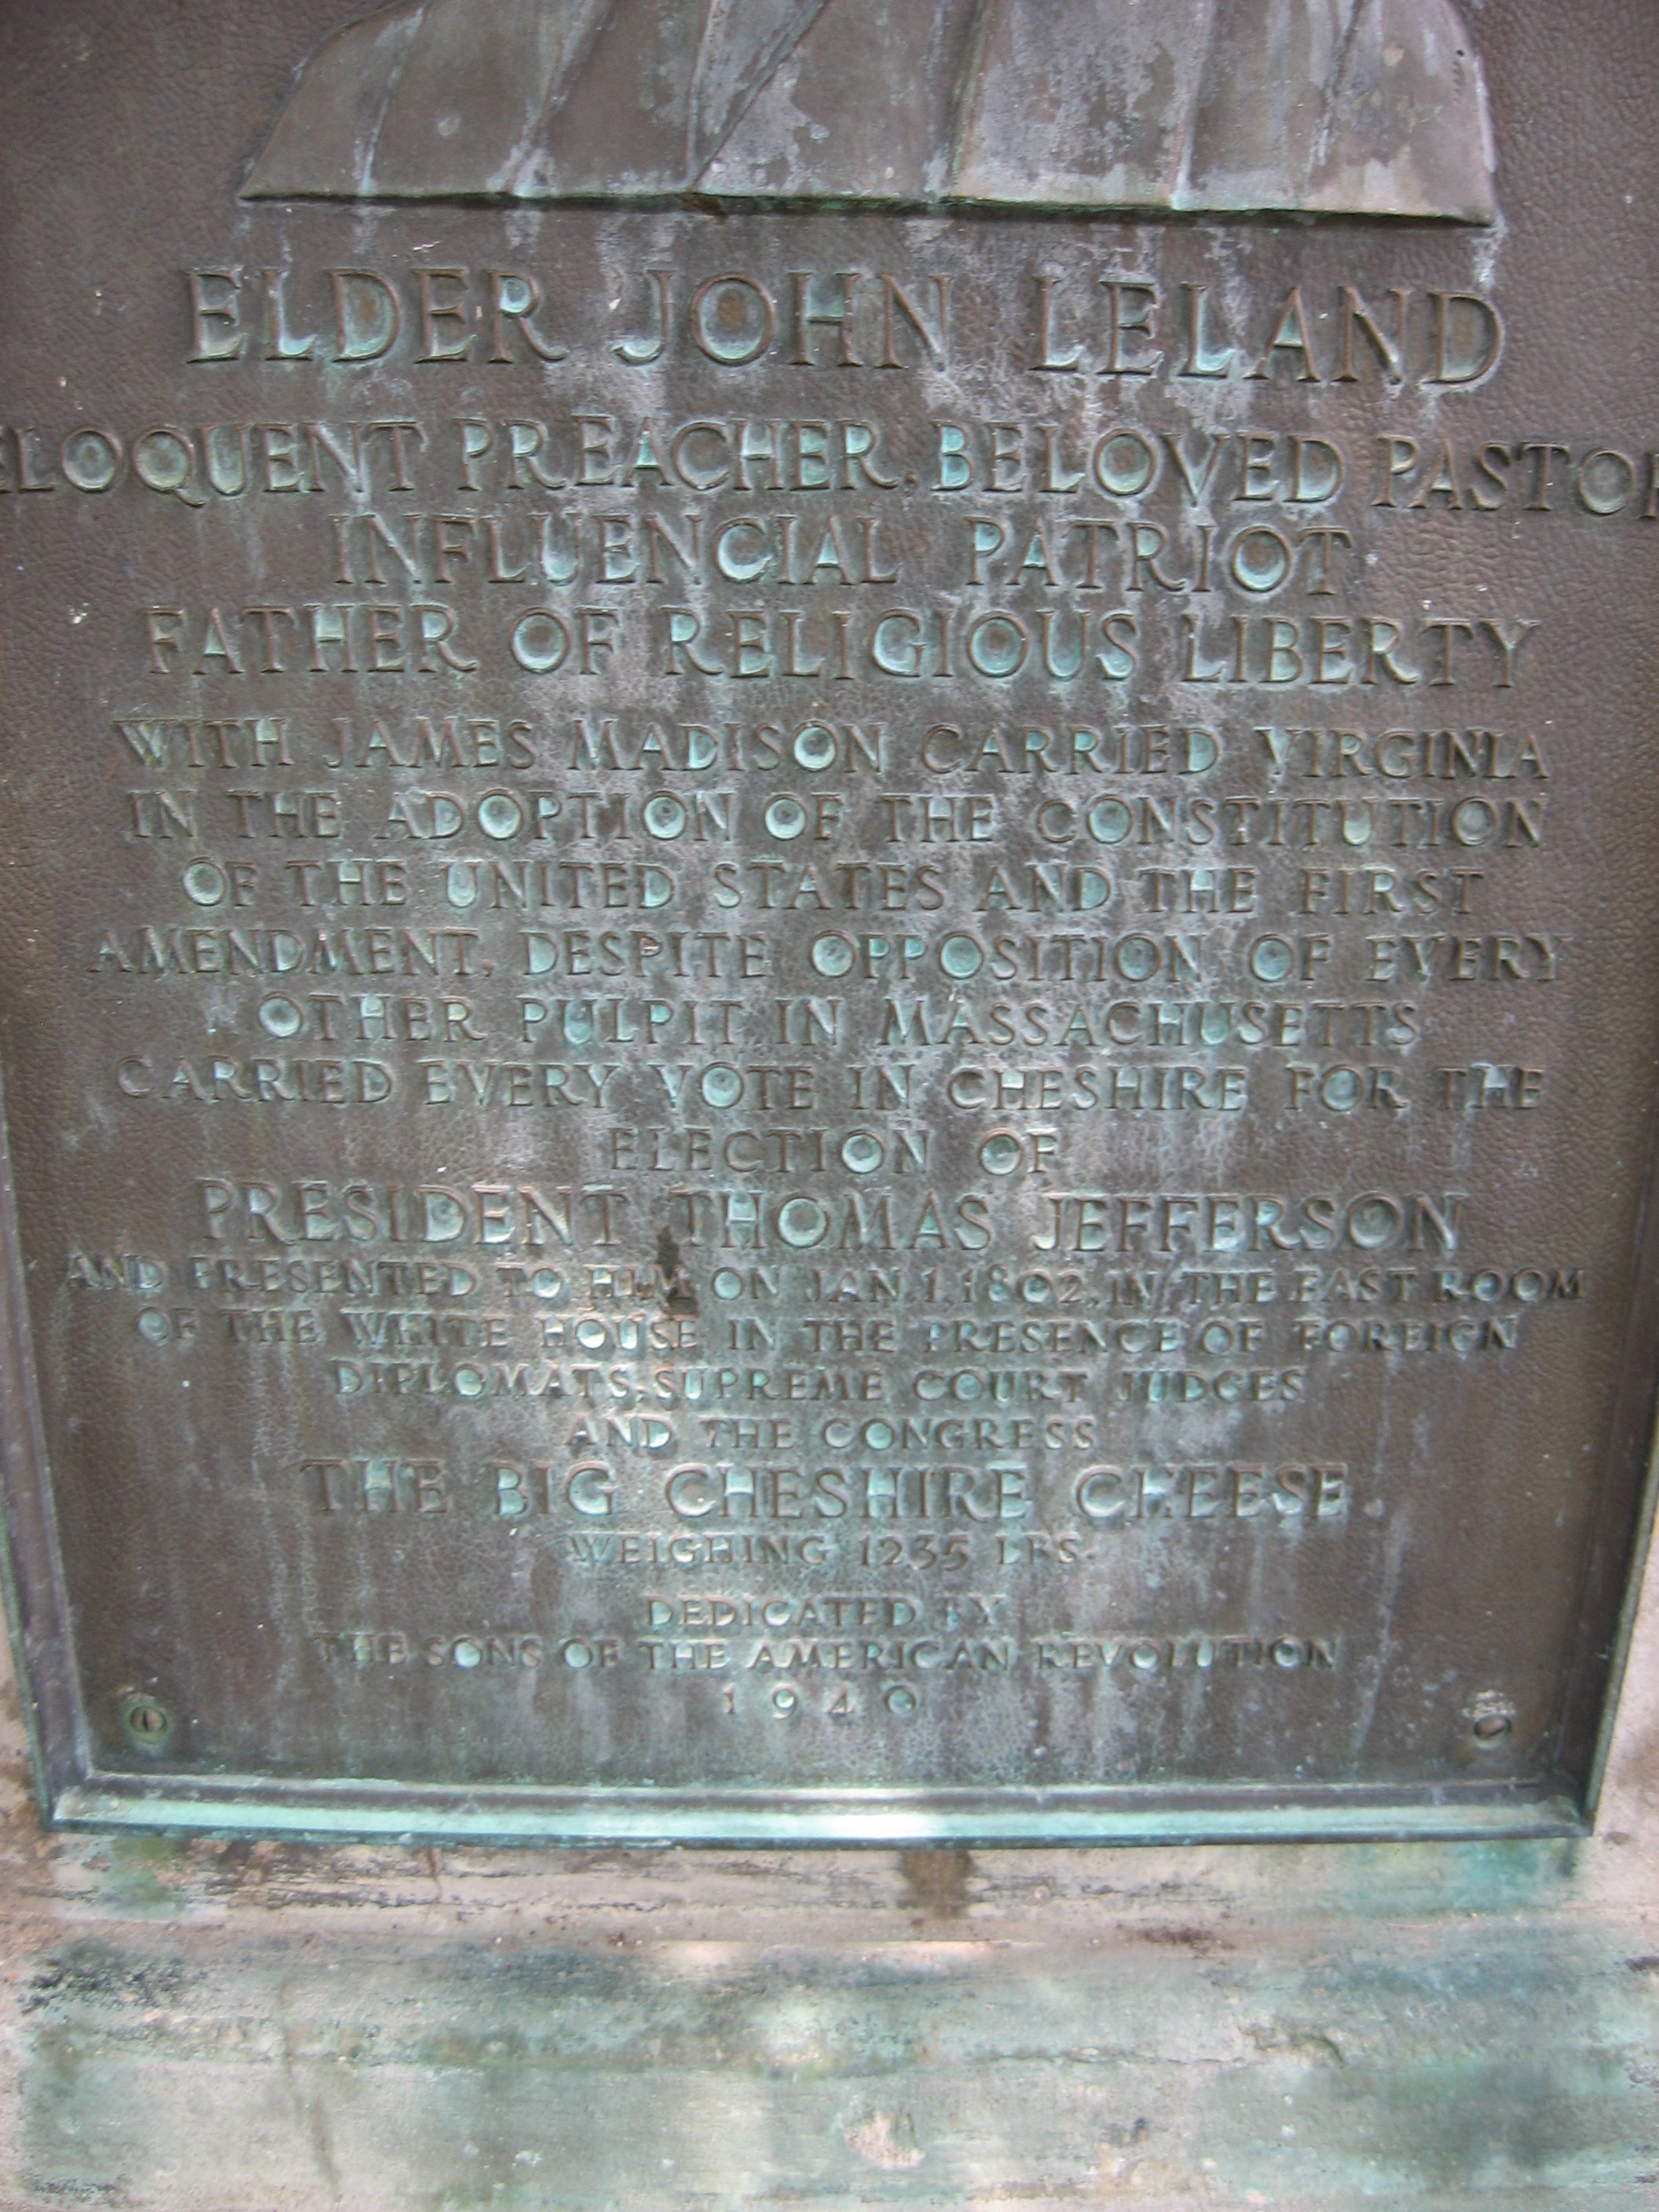 ELDER JOHN LELAND
ELOQUENT PREACHER, BELOVED PASTOR
INFLUENCIAL PATRIOT
FATHER OF RELIGIOUS LIBERTY
WITH JAMES MADISON CARRIED VIRGINIA
IN THE ADOPTION OF THE CONSTITUTION
OF THE UNITED STATES AND THE FIRST
AMENDMENT. DESPITE OPPOSITION OF EVERY
OTHER PULPIT IN MASSACHUSETTS
CARRIED EVERY VOTE IN CHESHIRE FOR THE
ELECTION OF
PRESIDENT THOMAS JEFFERSON
AND PRESENTED TO HIM ON JAN. 1, 1802, IN THE EAST ROOM
OF THE WHITE HOUSE IN THE PRESENCE OF FOREIGN
DIPLOMATS, SUPREME COURT JUDGES
AND THE CONGRESS
THE BIG CHESHIRE CHEESE
WEIGHING 1235 LBS.
DEDICATED BY
THE SONS OF THE AMERICAN REVOLUTION
1940